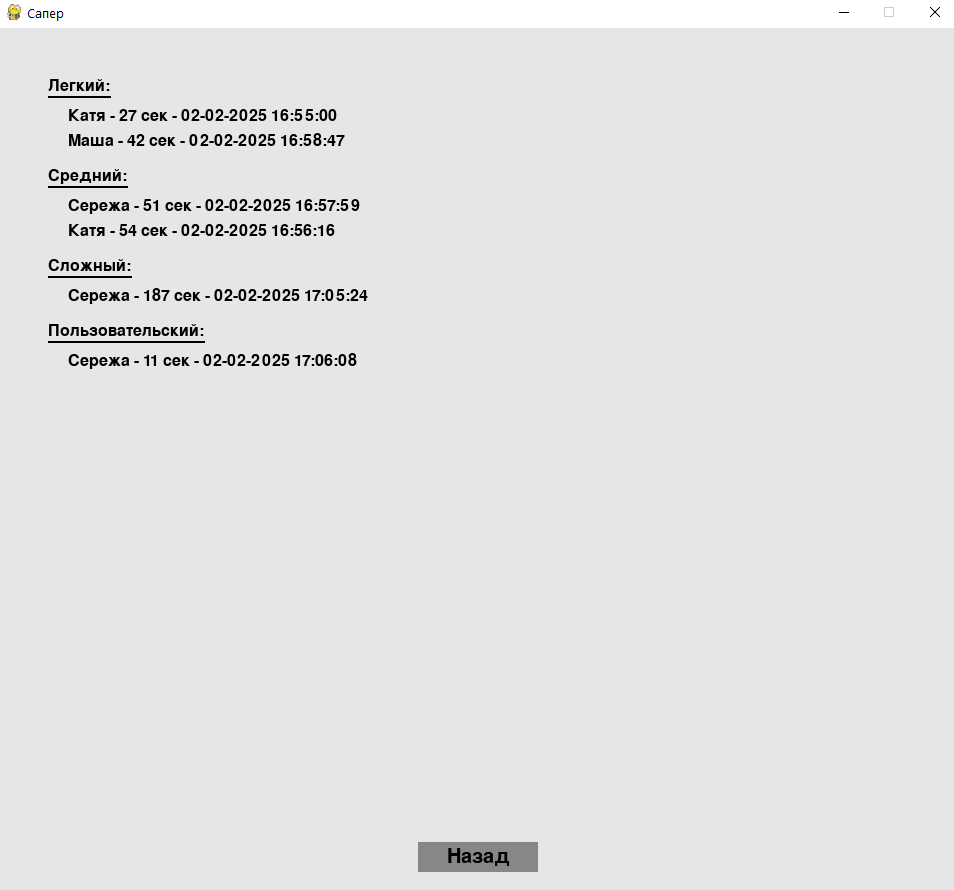 Сапер
Легкий:
Катя - 27 сек - 02-02-2025 16:55:00
Маша - 42 сек - 02-02-2025 16:58:47
Средний:
Сережа - 51 сек - 02-02-2025 16:57:59
Катя - 54 сек - 02-02-2025 16:56:16
Сложный:
Сережа - 187 сек - 02-02-2025 17:05:24
Пользовательский:
Сережа - 11 сек - 02-02-2025 17:06:08
Назад